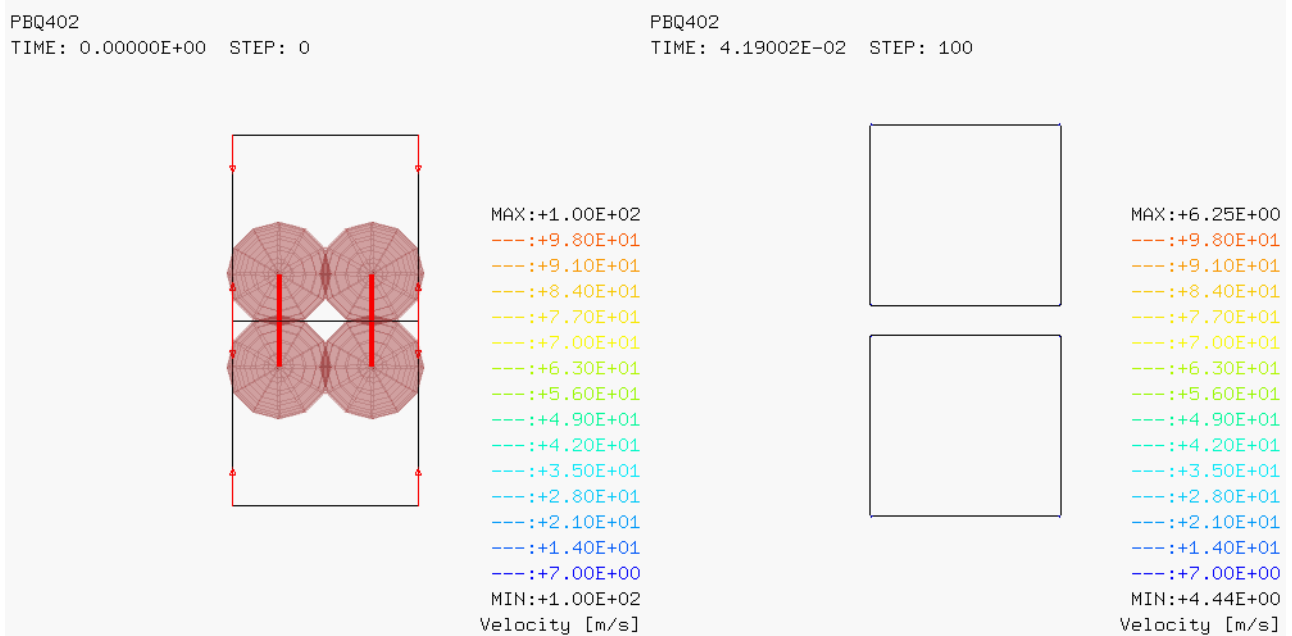 PBQ402
TIME: 0.00000E+00 STEP: 0
MAX:+1.00E+02
---:+9.80E+01
---:+9.10E+01
---:+8.40E+01
---:+7.70E+01
---:+7.00E+01
---:+6.30E+01
---:+5.60E+01
---:+4.90E+01
---:+4.20E+01
---:+3.50E+01
---:+2.80E+01
---:+2.10E+01
---:+1.40E+01
---:+7.00E+00
MIN:+1.00E+02
Velocity [m/s]
PBQ402
TIME: 4.19002E-02 STEP: 100
MAX:+6.25E+00
---:+9.80E+01
---:+9.10E+01
---:+8.40E+01
---:+7.70E+01
---:+7.00E+01
---:+6.30E+01
---:+5.60E+01
---:+4.90E+01
---:+4.20E+01
---:+3.50E+01
---:+2.80E+01
---:+2.10E+01
---:+1.40E+01
---:+7.00E+00
MIN:+4.44E+00
Velocity [m/s]